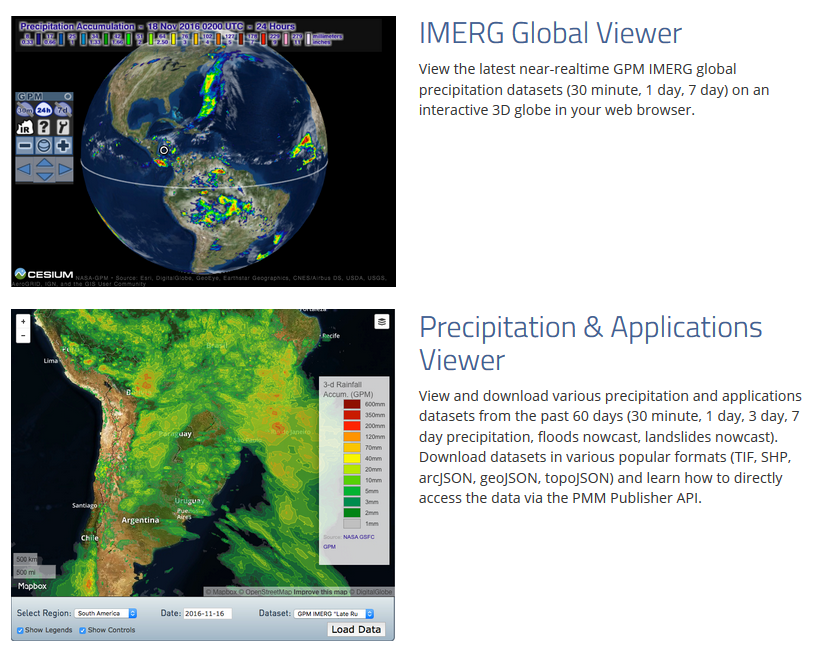 Precipitation Accumulation - 18 Nov 2016 0200 UTC - 24 Hours
millimeters
inches
GPM
30m 24h 7d
IR ?
CESIUM NASA-GPM - Source: Esri, DigitalGlobe, GeoEye, Earthstar Geographics, CNES/Airbus DS, USDA, USGS,
AeroGRID, IGN, and the GIS User Community
IMERG Global Viewer
View the latest near-realtime GPM IMERG global
precipitation datasets (30 minute, 1 day, 7 day) on an
interactive 3D globe in your web browser.
+
-
Fortaleza
Recife
Lima
Paraguay
Uruguay
Santiago
Buenos
Aires
Argentina
Chile
3-d Rainfall
Accum. (GPM)
600mm
350mm
200mm
120mm
70mm
40mm
20mm
10mm
5mm
3mm
2mm
1mm
Source: NASA GSFC
GPM
500 km
500 mi
Mapbox
© Mapbox © OpenStreetMap Improve this map © DigitalGlobe
Select Region: South America Date: 2016-11-16 Dataset: GPM IMERG "Late Ru
Show Legends Show Controls Load Data
Precipitation & Applications
Viewer
View and download various precipitation and applications
datasets from the past 60 days (30 minute, 1 day, 3 day, 7
day precipitation, floods nowcast, landslides nowcast).
Download datasets in various popular formats (TIF, SHP,
arcJSON, geoJSON, topoJSON) and learn how to directly
access the data via the PMM Publisher API.